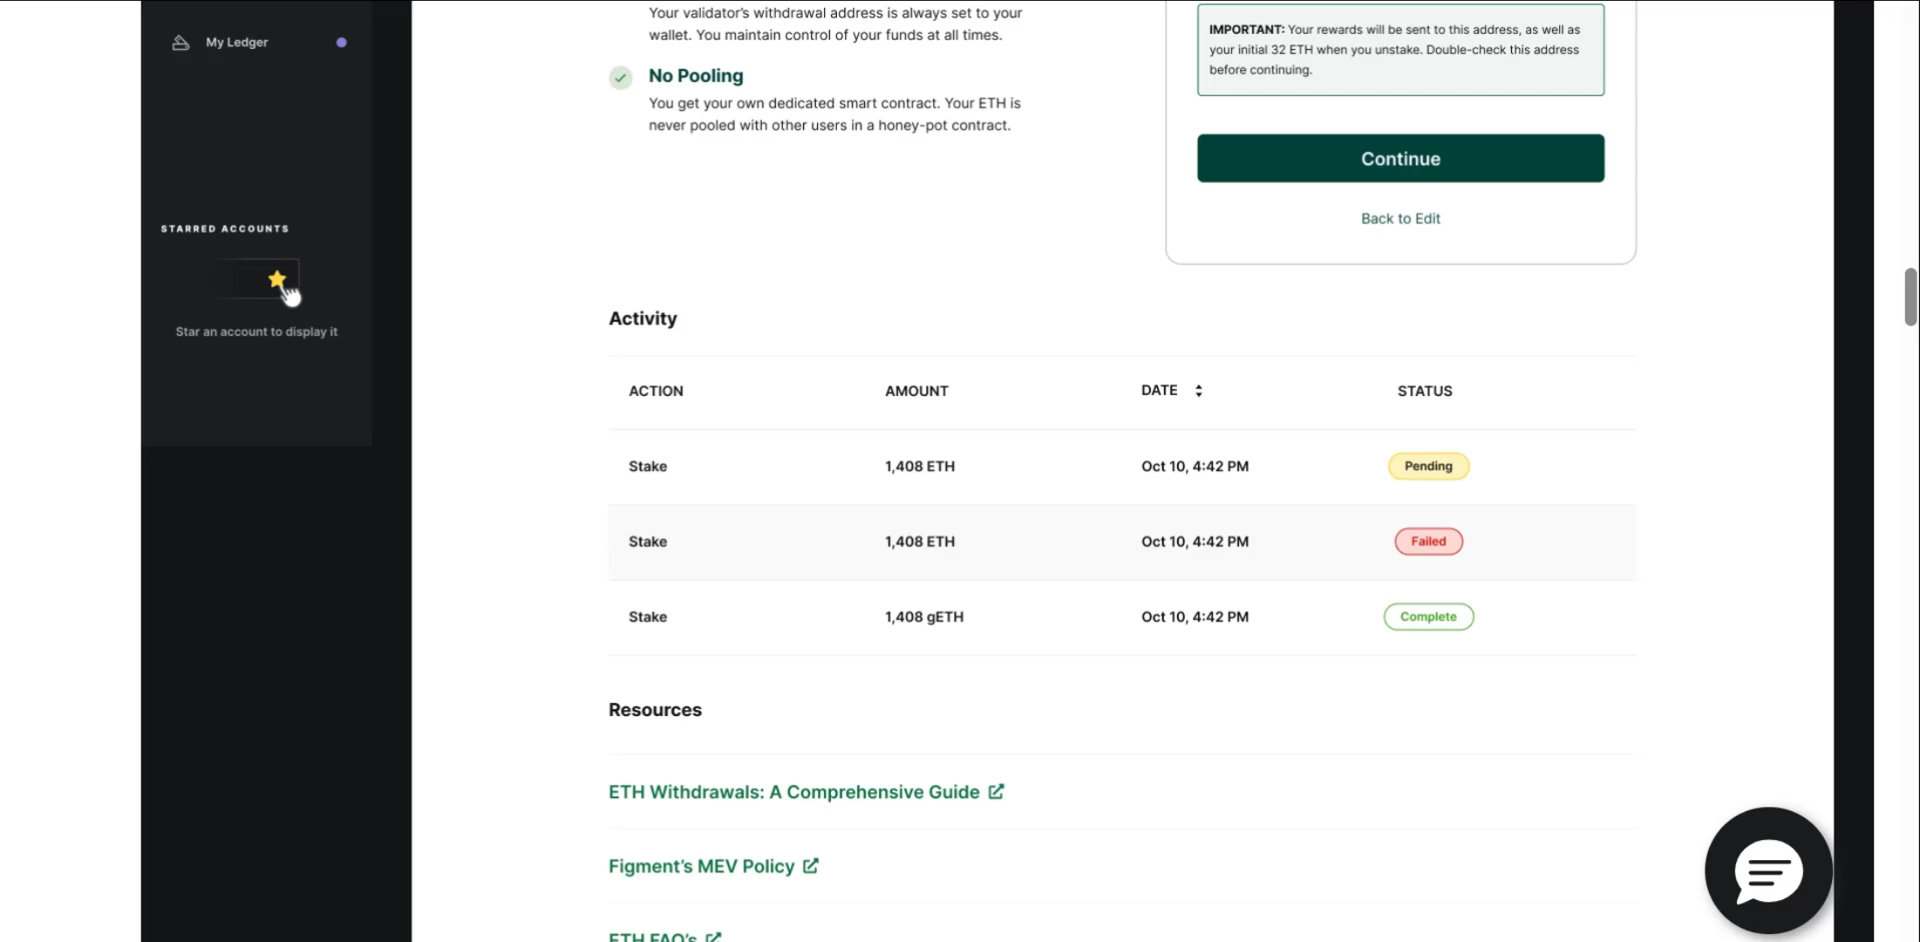 My Ledger
STARRED ACCOUNTS
Star an account to display it
Your validator’s withdrawal address is always set to your
wallet. You maintain control of your funds at all times.
No Pooling
You get your own dedicated smart contract. Your ETH is
never pooled with other users in a honey-pot contract.
IMPORTANT: Your rewards will be sent to this address, as well as
your initial 32 ETH when you unstake. Double-check this address
before continuing.
Continue
Back to Edit
Activity
ACTION AMOUNT DATE STATUS
Stake 1,408 ETH Oct 10, 4:42 PM Pending
Stake 1,408 ETH Oct 10, 4:42 PM Failed
Stake 1,408 gETH Oct 10, 4:42 PM Complete
Resources
ETH Withdrawals: A Comprehensive Guide
Figment’s MEV Policy
ETH FAQ’s